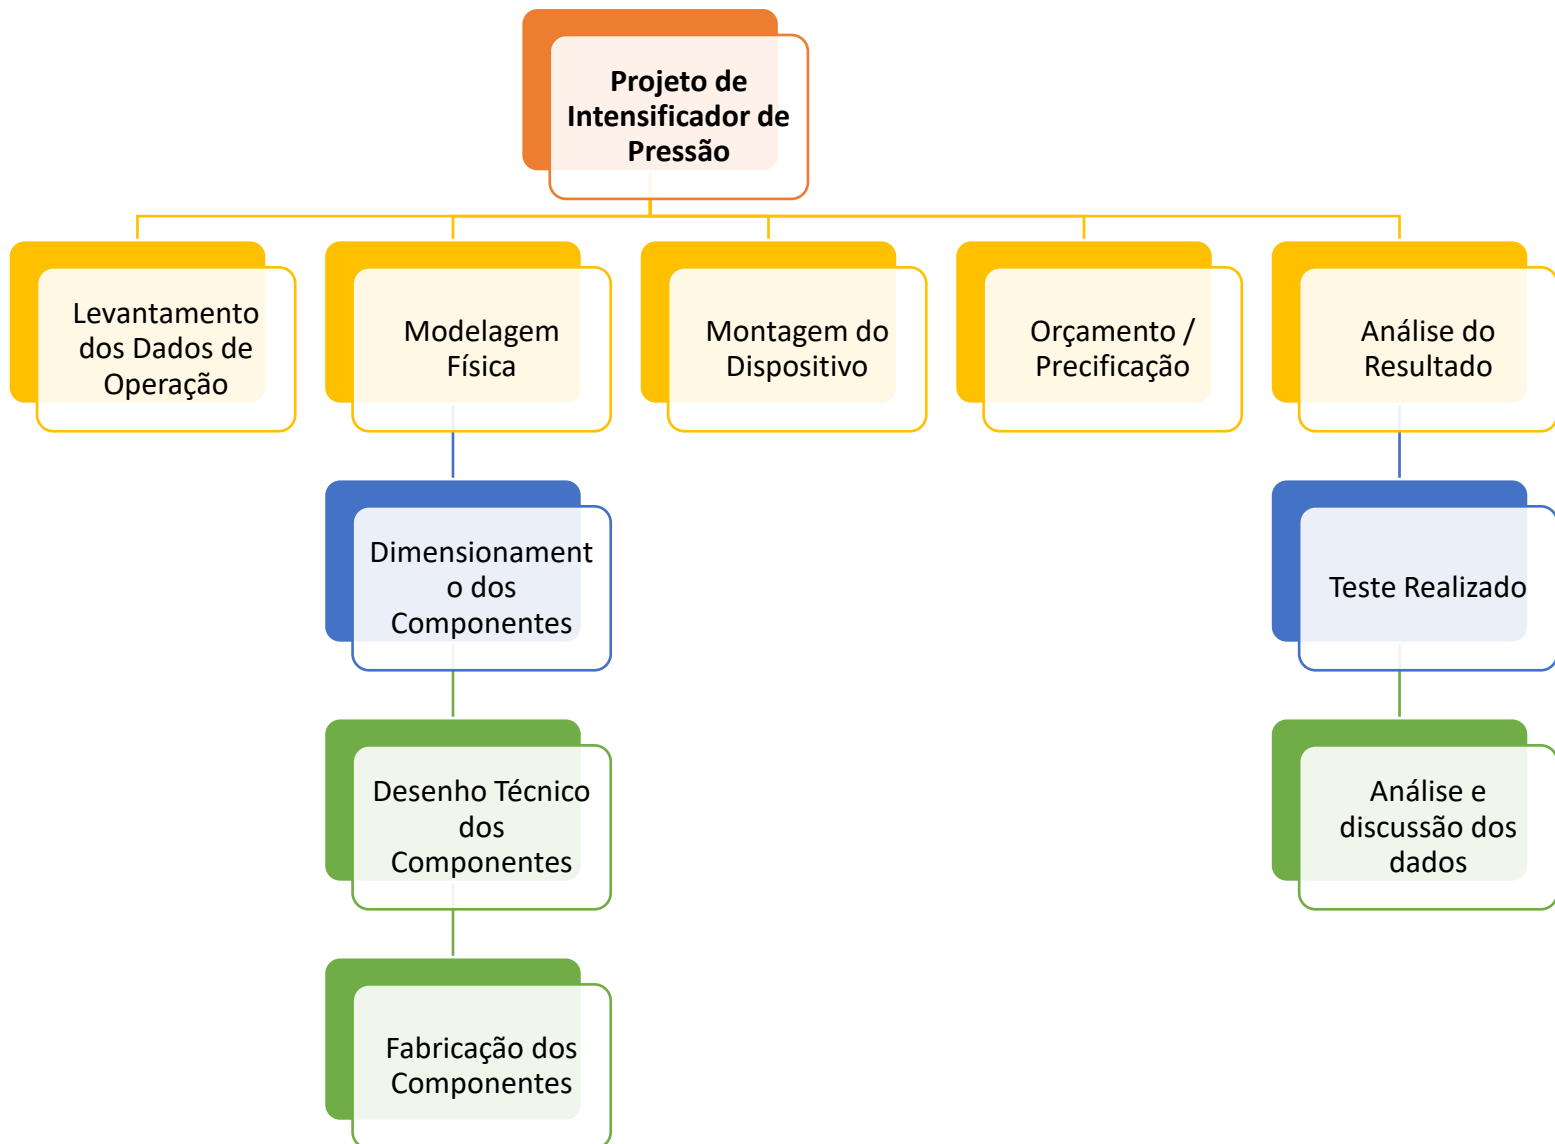 Projeto de
Intensificador de
Pressão
Levantamento
dos Dados de
Operação
Modelagem
Física
Montagem do
Dispositivo
Orçamento /
Precificação
Análise do
Resultado
Dimensionament
o dos
Componentes
Teste Realizado
Desenho Técnico
dos
Componentes
Análise e
discussão dos
dados
Fabricação dos
Componentes